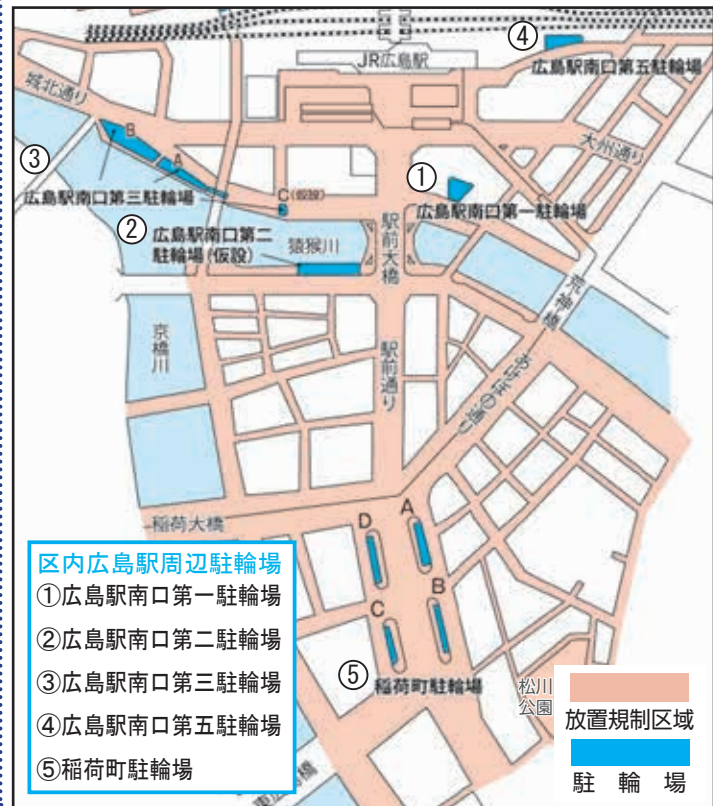 ④
JR広島駅
広島駅南口第五駐輪場
城北通り
大州通り
B
A
③
C(仮設)
①
広島駅南口第三駐輪場
広島駅南口第一駐輪場
②
広島駅南口第二
駐輪場(仮設)
猿猴川
駅前大橋
荒神橋
京橋川
駅前通り
あけぼの通り
稲荷大橋
D
A
B
C
⑤
稲荷町駐輪場
松川
公園
区内広島駅周辺駐輪場
①広島駅南口第一駐輪場
②広島駅南口第二駐輪場
③広島駅南口第三駐輪場
④広島駅南口第五駐輪場
⑤稲荷町駐輪場
放置規制区域
駐輪場